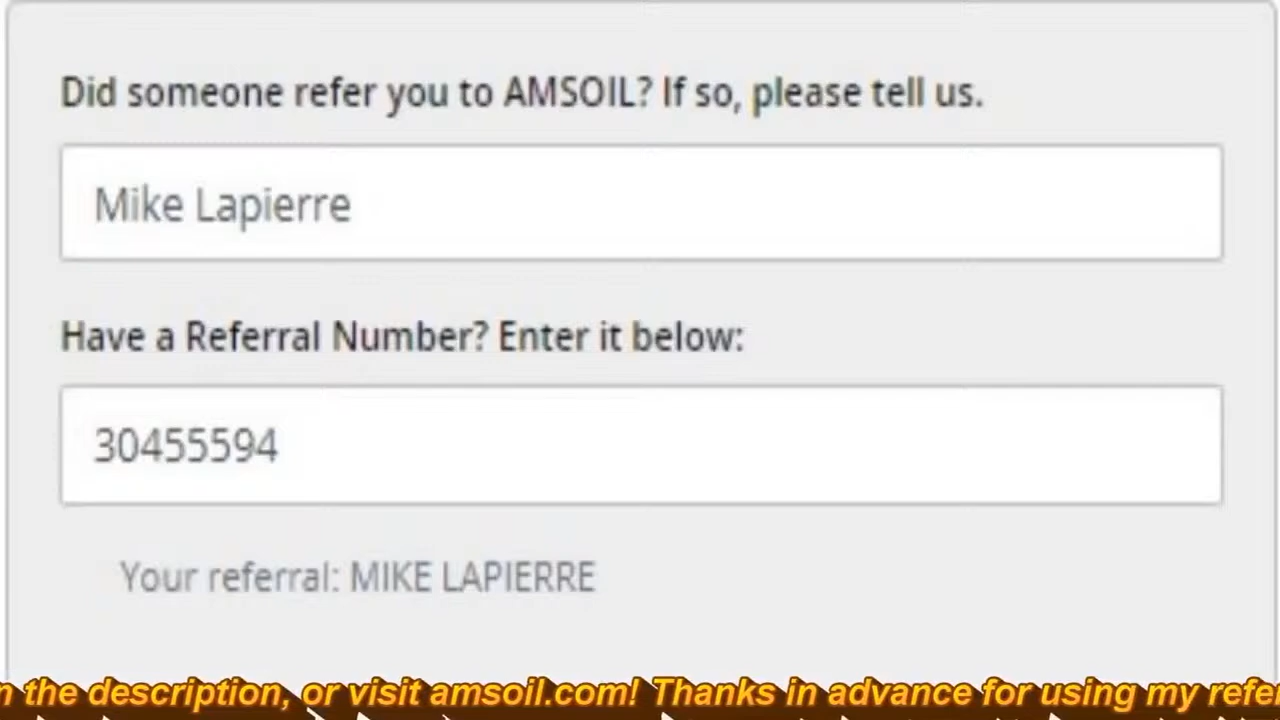 Did someone refer you to AMSOIL? If so, please tell us.
Mike Lapierre
Have a Referral Number? Enter it below:
30455594
Your referral: MIKE LAPIERRE
the description, or visit amsoil.com! Thanks in advance for using my